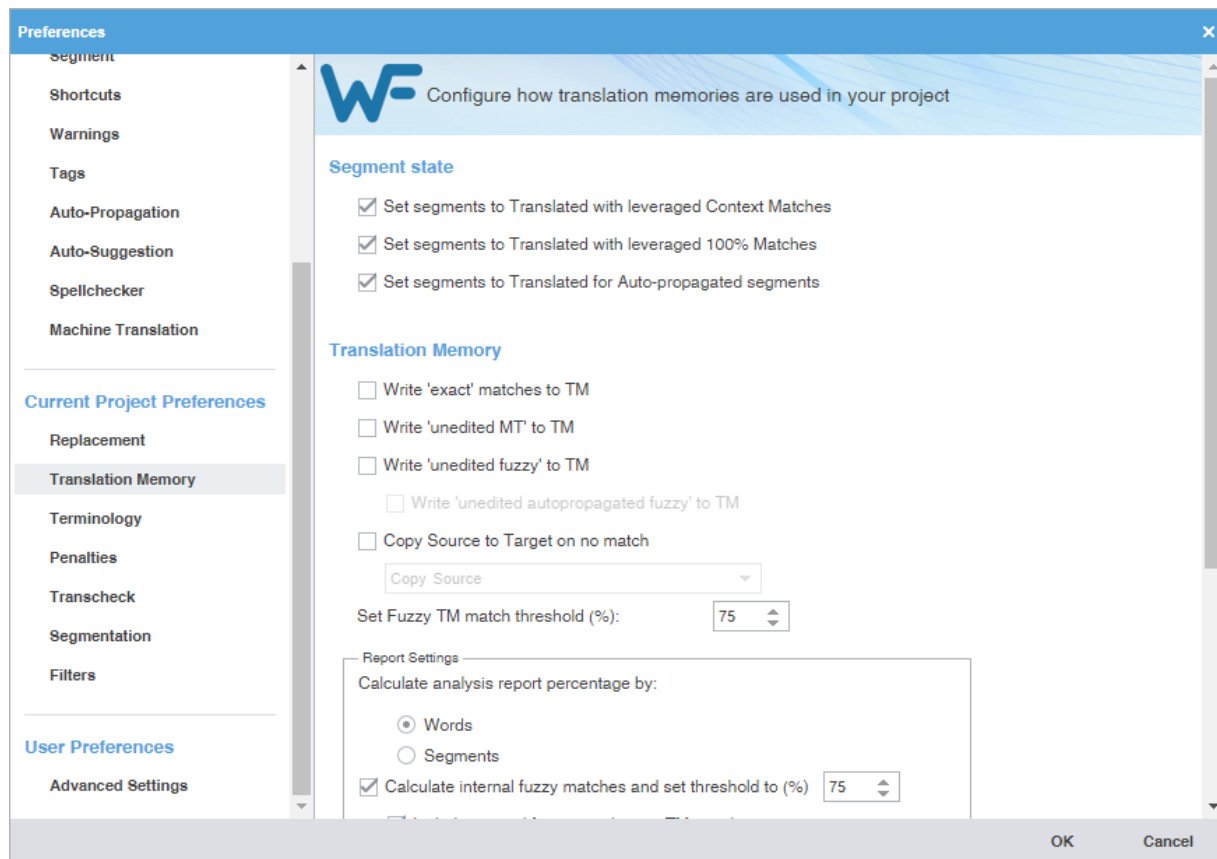 Preferences
Segment
Shortcuts
Warnings
Tags
Auto-Propagation
Auto-Suggestion
Spellchecker
Machine Translation
Current Project Preferences
Replacement
Translation Memory
Terminology
Penalties
Transcheck
Segmentation
Filters
User Preferences
Advanced Settings
WF
Configure how translation memories are used in your project
Segment state
Set segments to Translated with leveraged Context Matches
Set segments to Translated with leveraged 100% Matches
Set segments to Translated for Auto-propagated segments
Translation Memory
Write 'exact' matches to TM
Write 'unedited MT' to TM
Write 'unedited fuzzy' to TM
Write 'unedited autopropagated fuzzy' to TM
Copy Source to Target on no match
Copy Source
Set Fuzzy TM match threshold (%): 75
Report Settings
Calculate analysis report percentage by:
Words
Segments
Calculate internal fuzzy matches and set threshold to (%) 75
OK Cancel